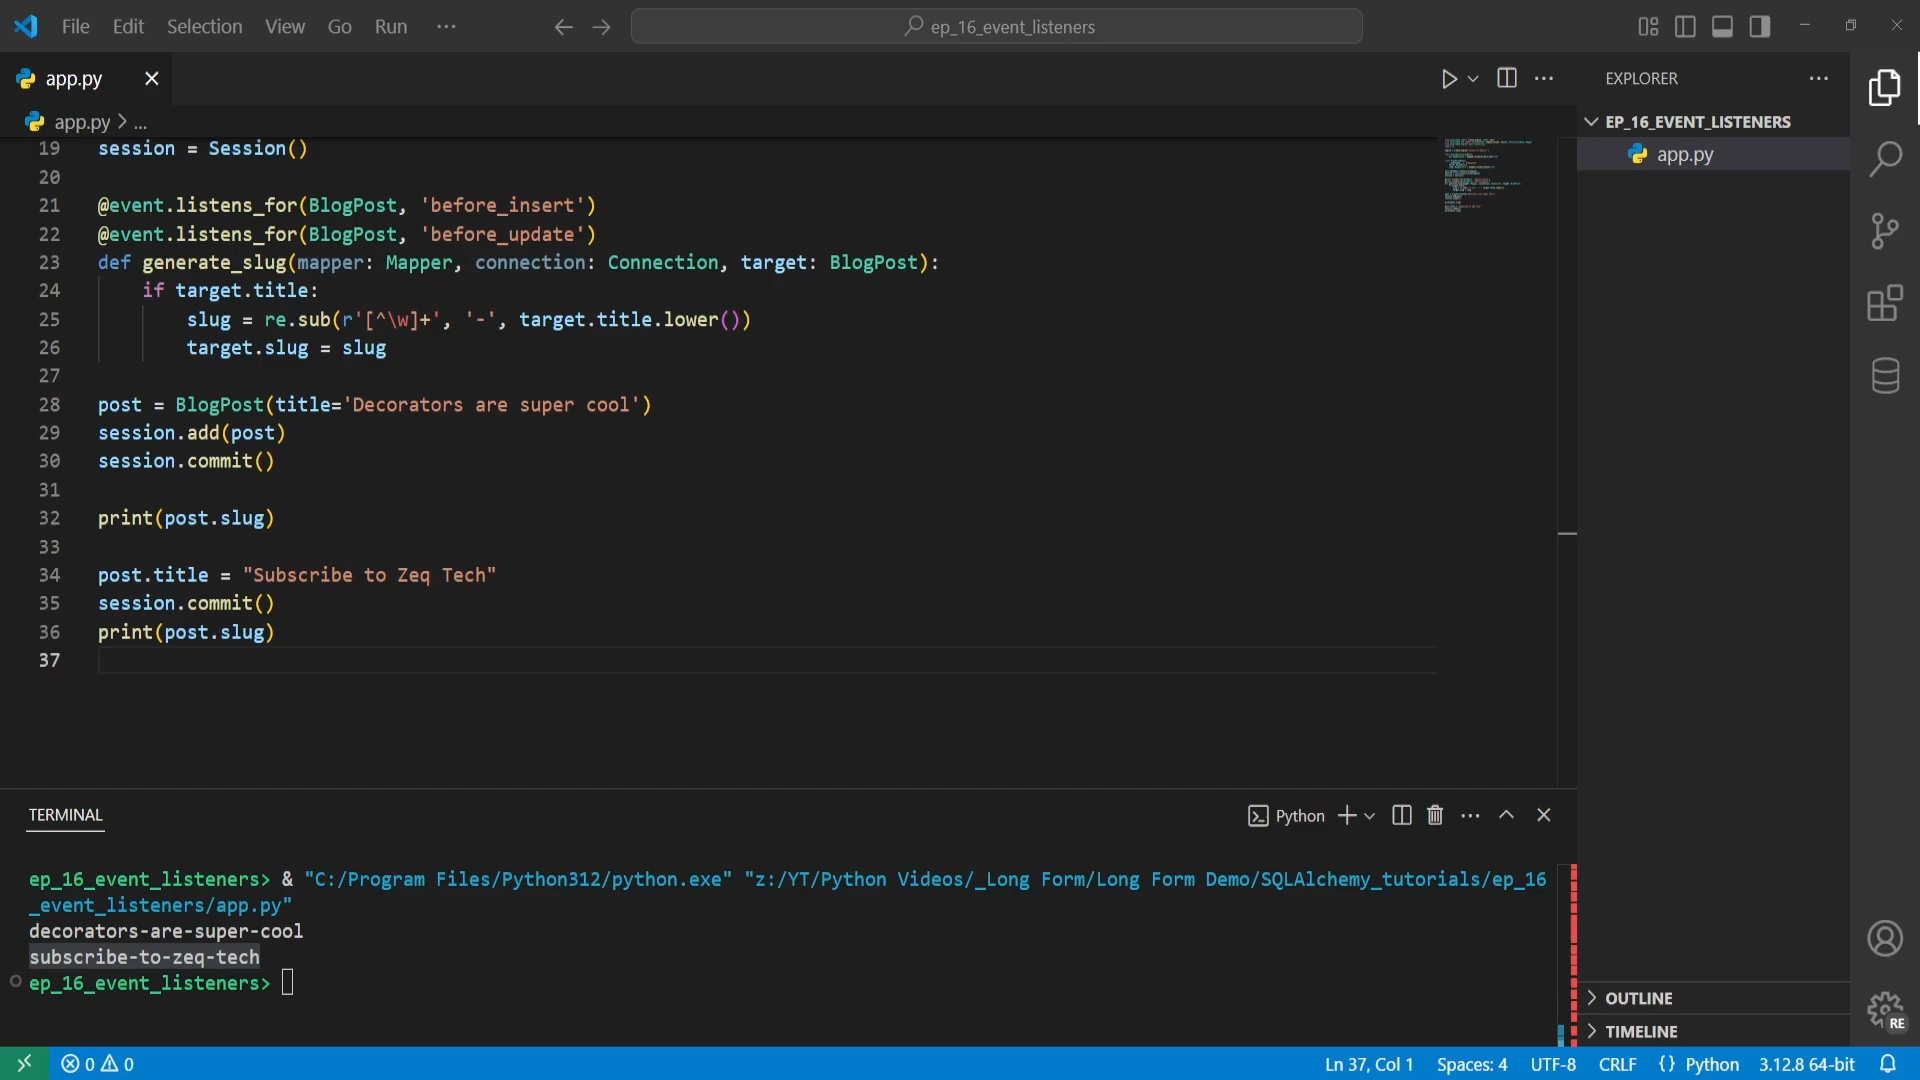 File Edit Selection View Go Run ···
ep_16_event_listeners
app.py
app.py > ...
19 session = Session()
20
21 @event.listens_for(BlogPost, 'before_insert')
22 @event.listens_for(BlogPost, 'before_update')
23 def generate_slug(mapper: Mapper, connection: Connection, target: BlogPost):
24 if target.title:
25 slug = re.sub(r'[^\w]+', '-', target.title.lower())
26 target.slug = slug
27
28 post = BlogPost(title='Decorators are super cool')
29 session.add(post)
30 session.commit()
31
32 print(post.slug)
33
34 post.title = "Subscribe to Zeq Tech"
35 session.commit()
36 print(post.slug)
37
EXPLORER
EP_16_EVENT_LISTENERS
app.py
OUTLINE
TIMELINE
TERMINAL
Python
ep_16_event_listeners> & "C:/Program Files/Python312/python.exe" "z:/YT/Python Videos/_Long Form/Long Form Demo/SQLAlchemy_tutorials/ep_16
_event_listeners/app.py"
decorators-are-super-cool
subscribe-to-zeq-tech
ep_16_event_listeners>
RE
0 0
Ln 37, Col 1 Spaces: 4 UTF-8 CRLF {} Python 3.12.8 64-bit